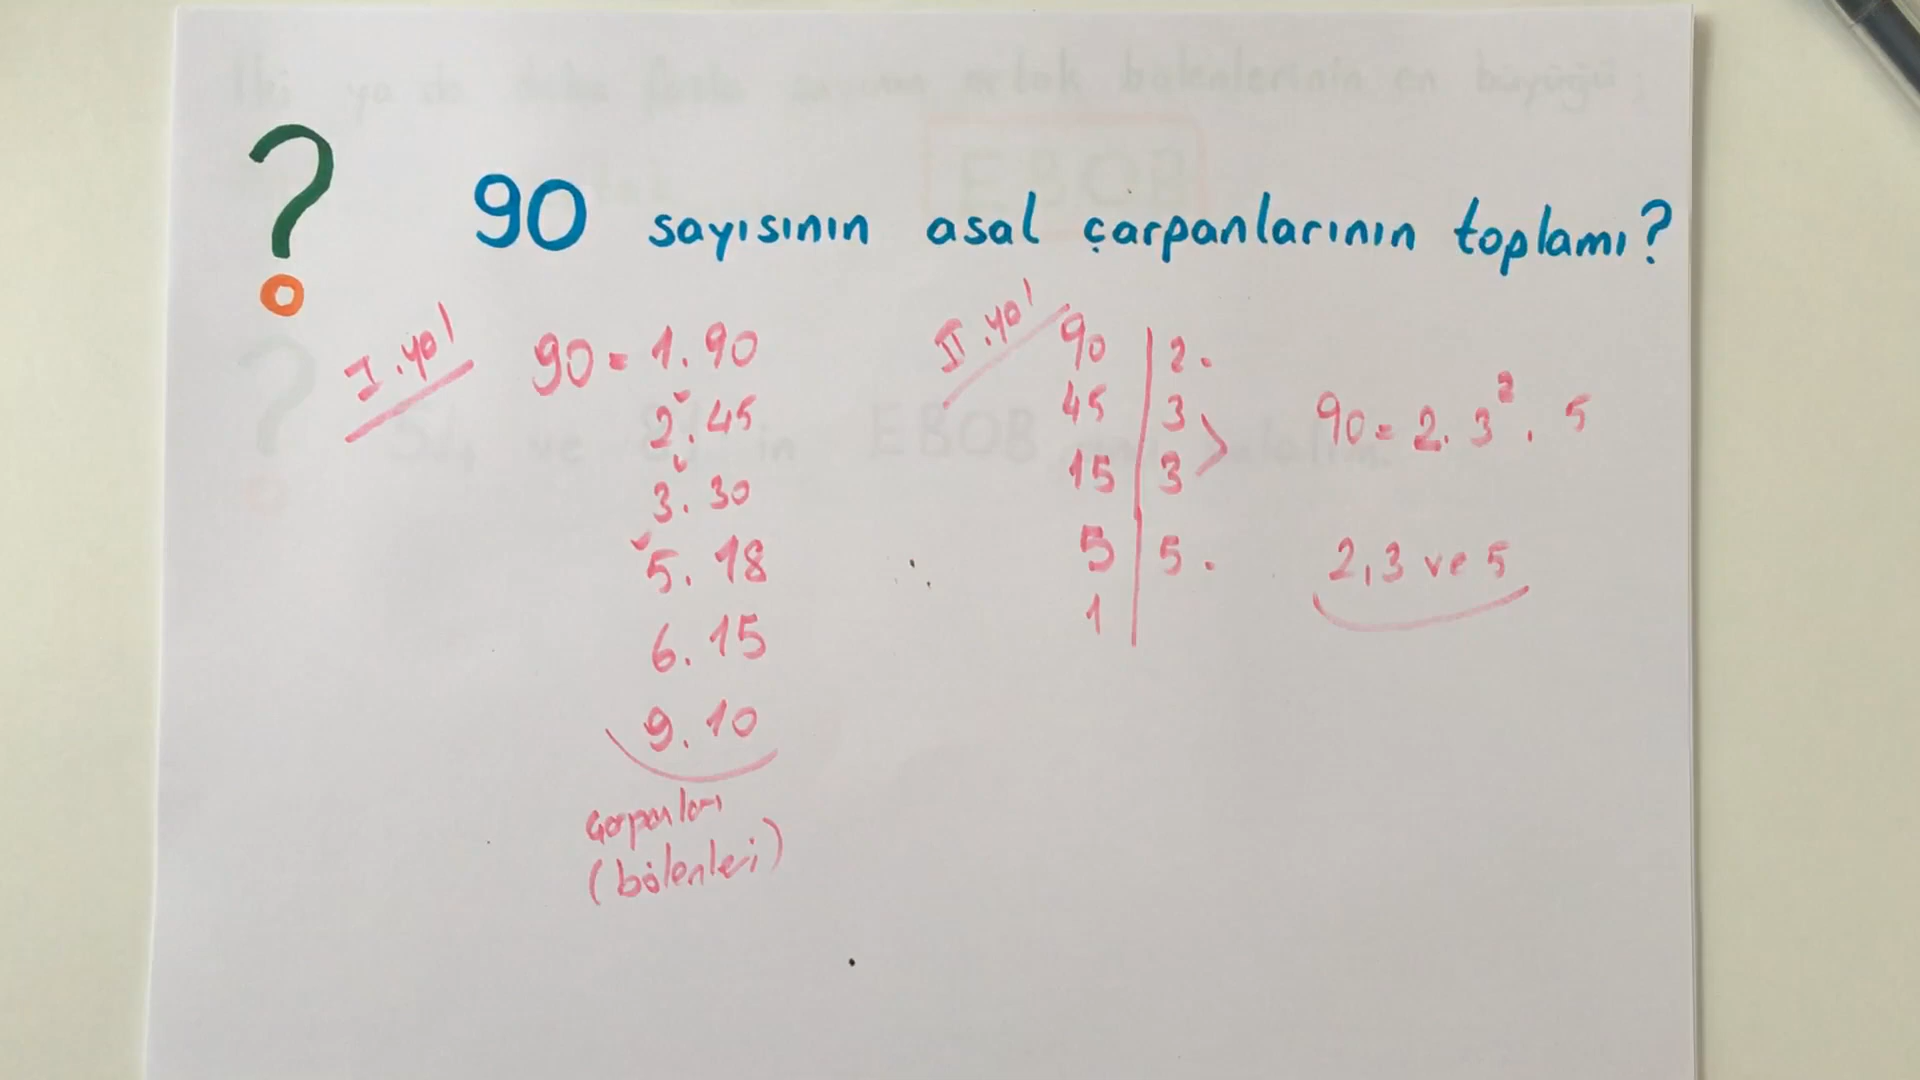 ? 90 sayısının asal çarpanlarının toplamı?
I. yol
90 = 1.90
2.45
3.30
5.18
6.15
9.10
Çarpanları
(bölenleri)
II. yol
90 | 2.
45 | 3
15 | 3
5 | 5.
1
90 = 2. 3². 5
2,3 ve 5